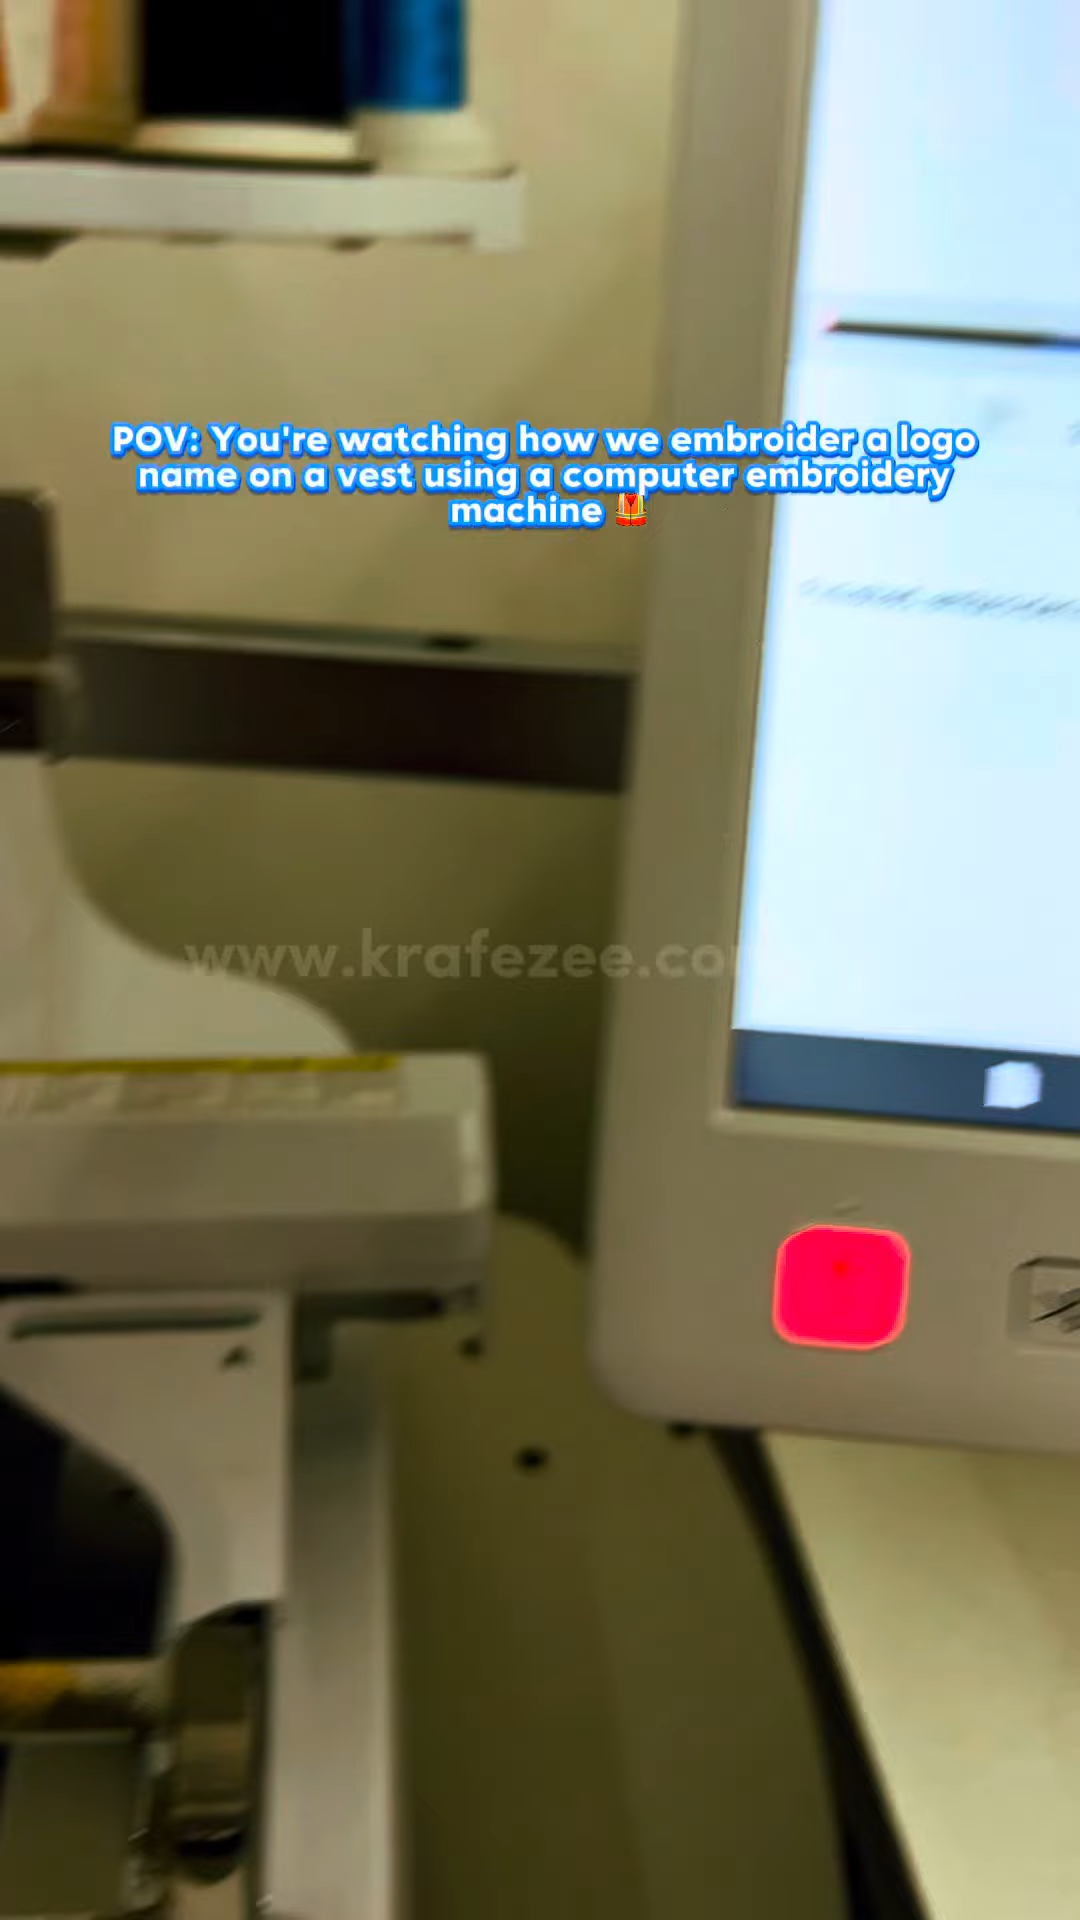 POV: You're watching how we embroider a logo
name on a vest using a computer embroidery
machine 🦺
www.krafezee.co